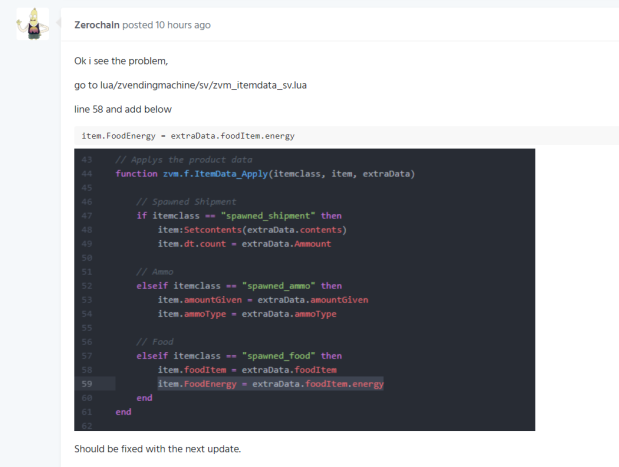 Zerochain posted 10 hours ago
Ok i see the problem,
go to lua/zvendingmachine/sv/zvm_itemdata_sv.lua
line 58 and add below
item.FoodEnergy = extraData.foodItem.energy
43 // Applys the product data
44 function zvm.f.ItemData_Apply(itemclass, item, extraData)
45
46 // Spawned Shipment
47 if itemclass == "spawned_shipment" then
48 item:Setcontents(extraData.contents)
49 item.dt.count = extraData.Ammount
50
51 // Ammo
52 elseif itemclass == "spawned_ammo" then
53 item.amountGiven = extraData.amountGiven
54 item.ammoType = extraData.ammoType
55
56 // Food
57 elseif itemclass == "spawned_food" then
58 item.foodItem = extraData.foodItem
59 item.FoodEnergy = extraData.foodItem.energy
60 end
61 end
62
Should be fixed with the next update.